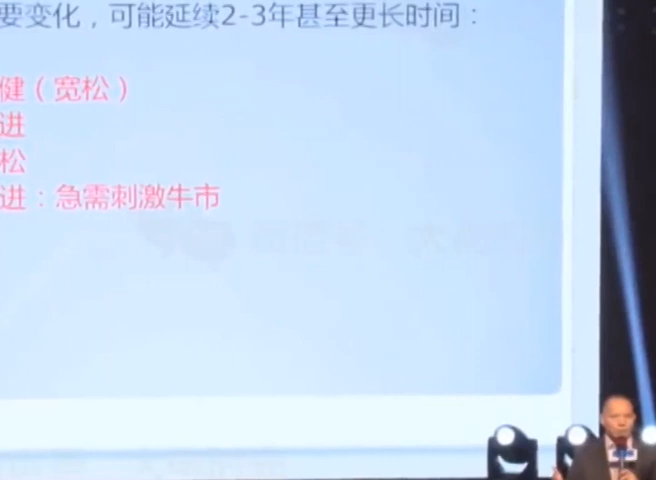 要变化，可能延续2-3年甚至更长时间：
健（宽松）
进
松
进：急需刺激牛市